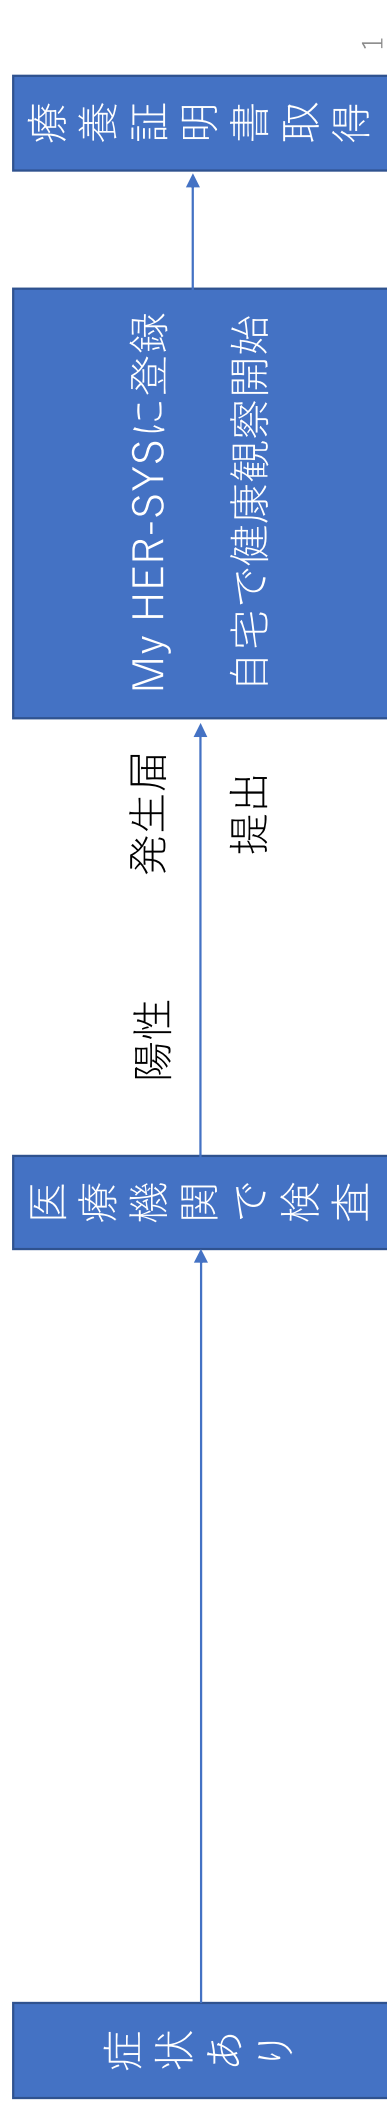 症状あり
医療機関で検査
陽性
発生届
提出
My HER-SYSに登録
自宅で健康観察開始
療養証明書取得
1